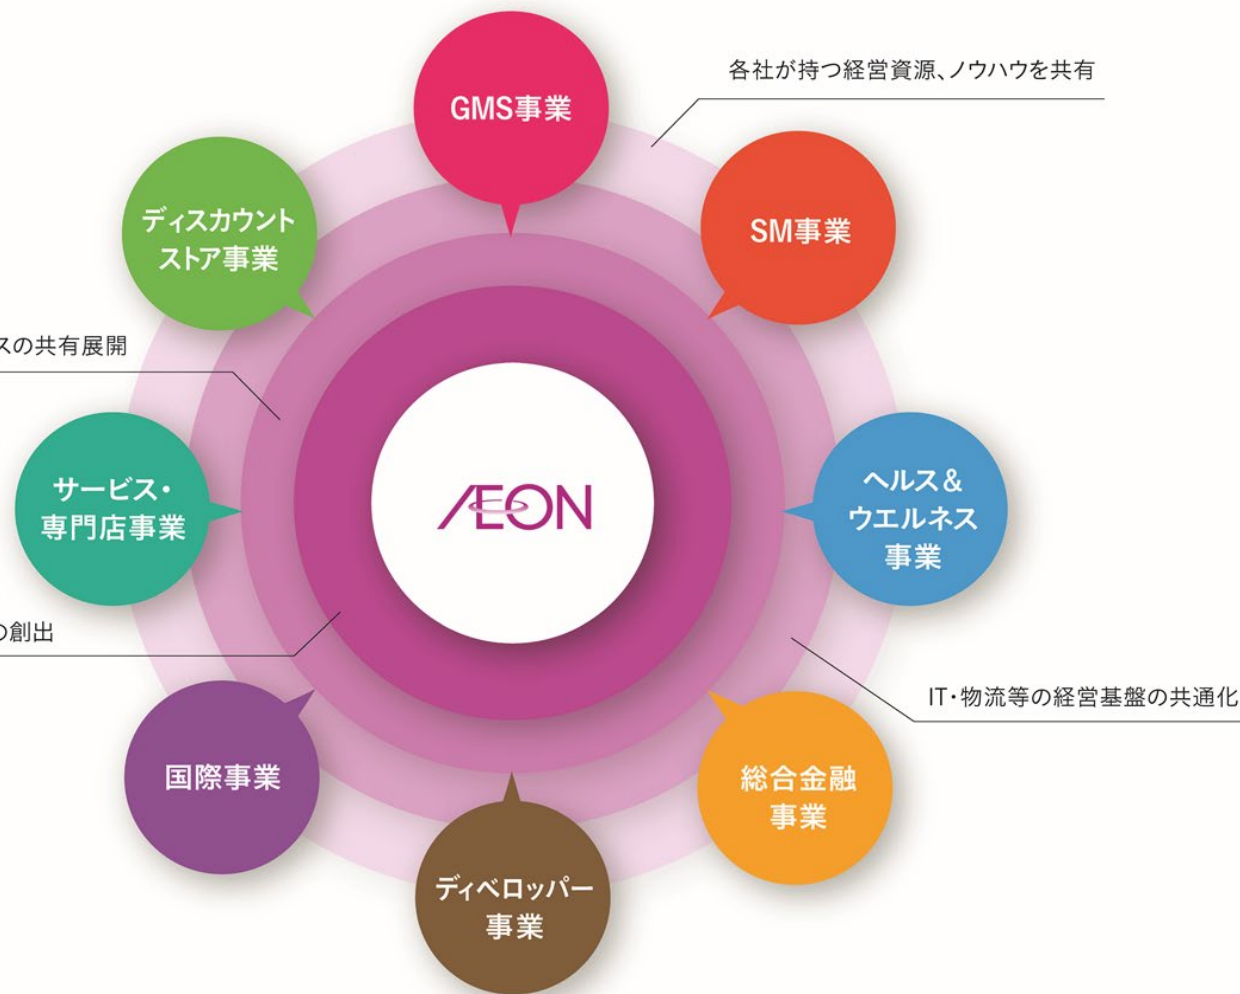 GMS事業
各社が持つ経営資源、ノウハウを共有
ディスカウント
ストア事業
SM事業
スの共有展開
サービス・
専門店事業
ÆON
ヘルス&
ウエルネス
事業
の創出
IT・物流等の経営基盤の共通化
国際事業
総合金融
事業
ディベロッパー
事業